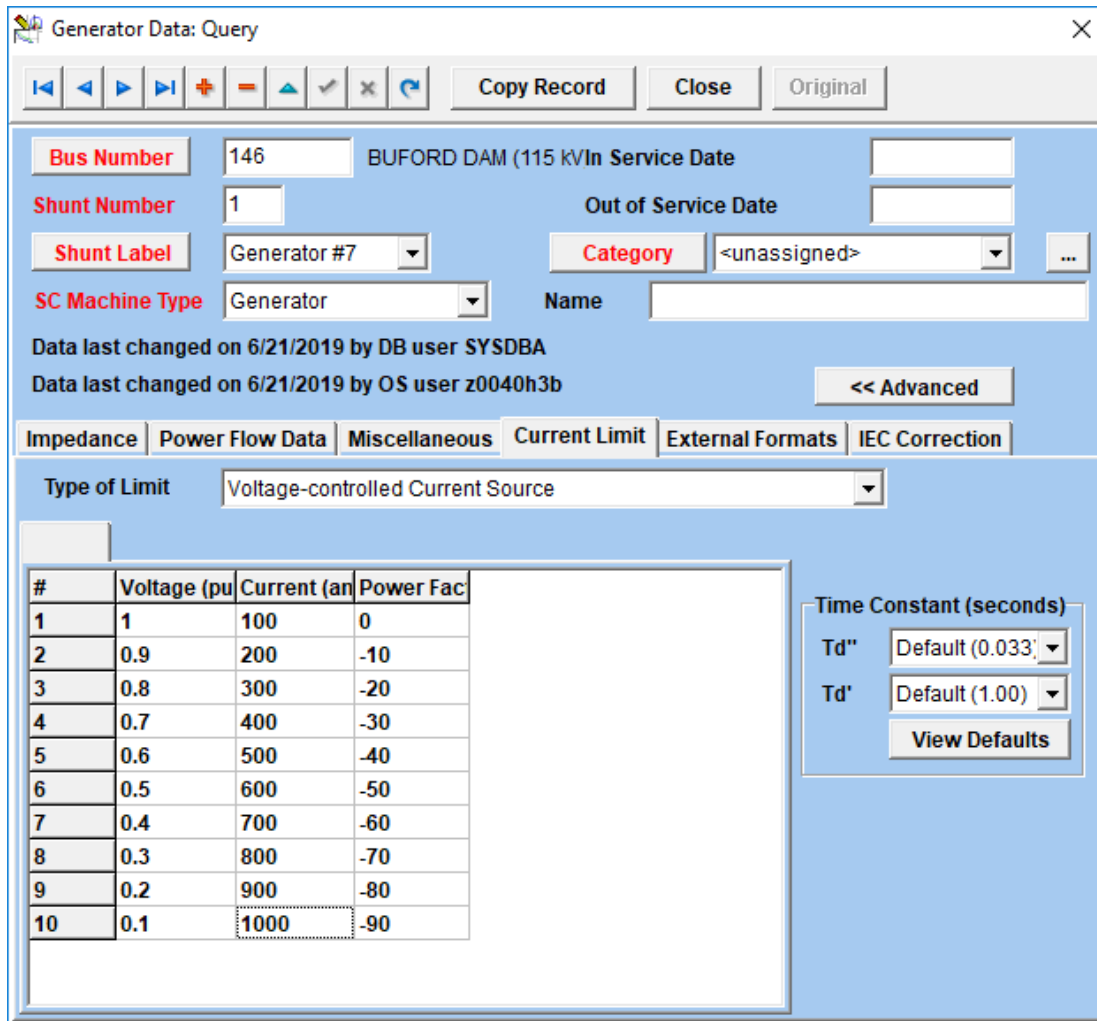 Generator Data: Query
Copy Record Close Original
Bus Number 146 BUFORD DAM (115 kV In Service Date
Shunt Number 1 Out of Service Date
Shunt Label Generator #7 Category <unassigned> ...
SC Machine Type Generator Name
Data last changed on 6/21/2019 by DB user SYSDBA
Data last changed on 6/21/2019 by OS user z0040h3b
<< Advanced
Impedance Power Flow Data Miscellaneous Current Limit External Formats IEC Correction
Type of Limit Voltage-controlled Current Source
# Voltage (pu Current (an Power Fac
1 1 100 0
2 0.9 200 -10
3 0.8 300 -20
4 0.7 400 -30
5 0.6 500 -40
6 0.5 600 -50
7 0.4 700 -60
8 0.3 800 -70
9 0.2 900 -80
10 0.1 1000 -90
Time Constant (seconds)
Td" Default (0.033)
Td' Default (1.00)
View Defaults